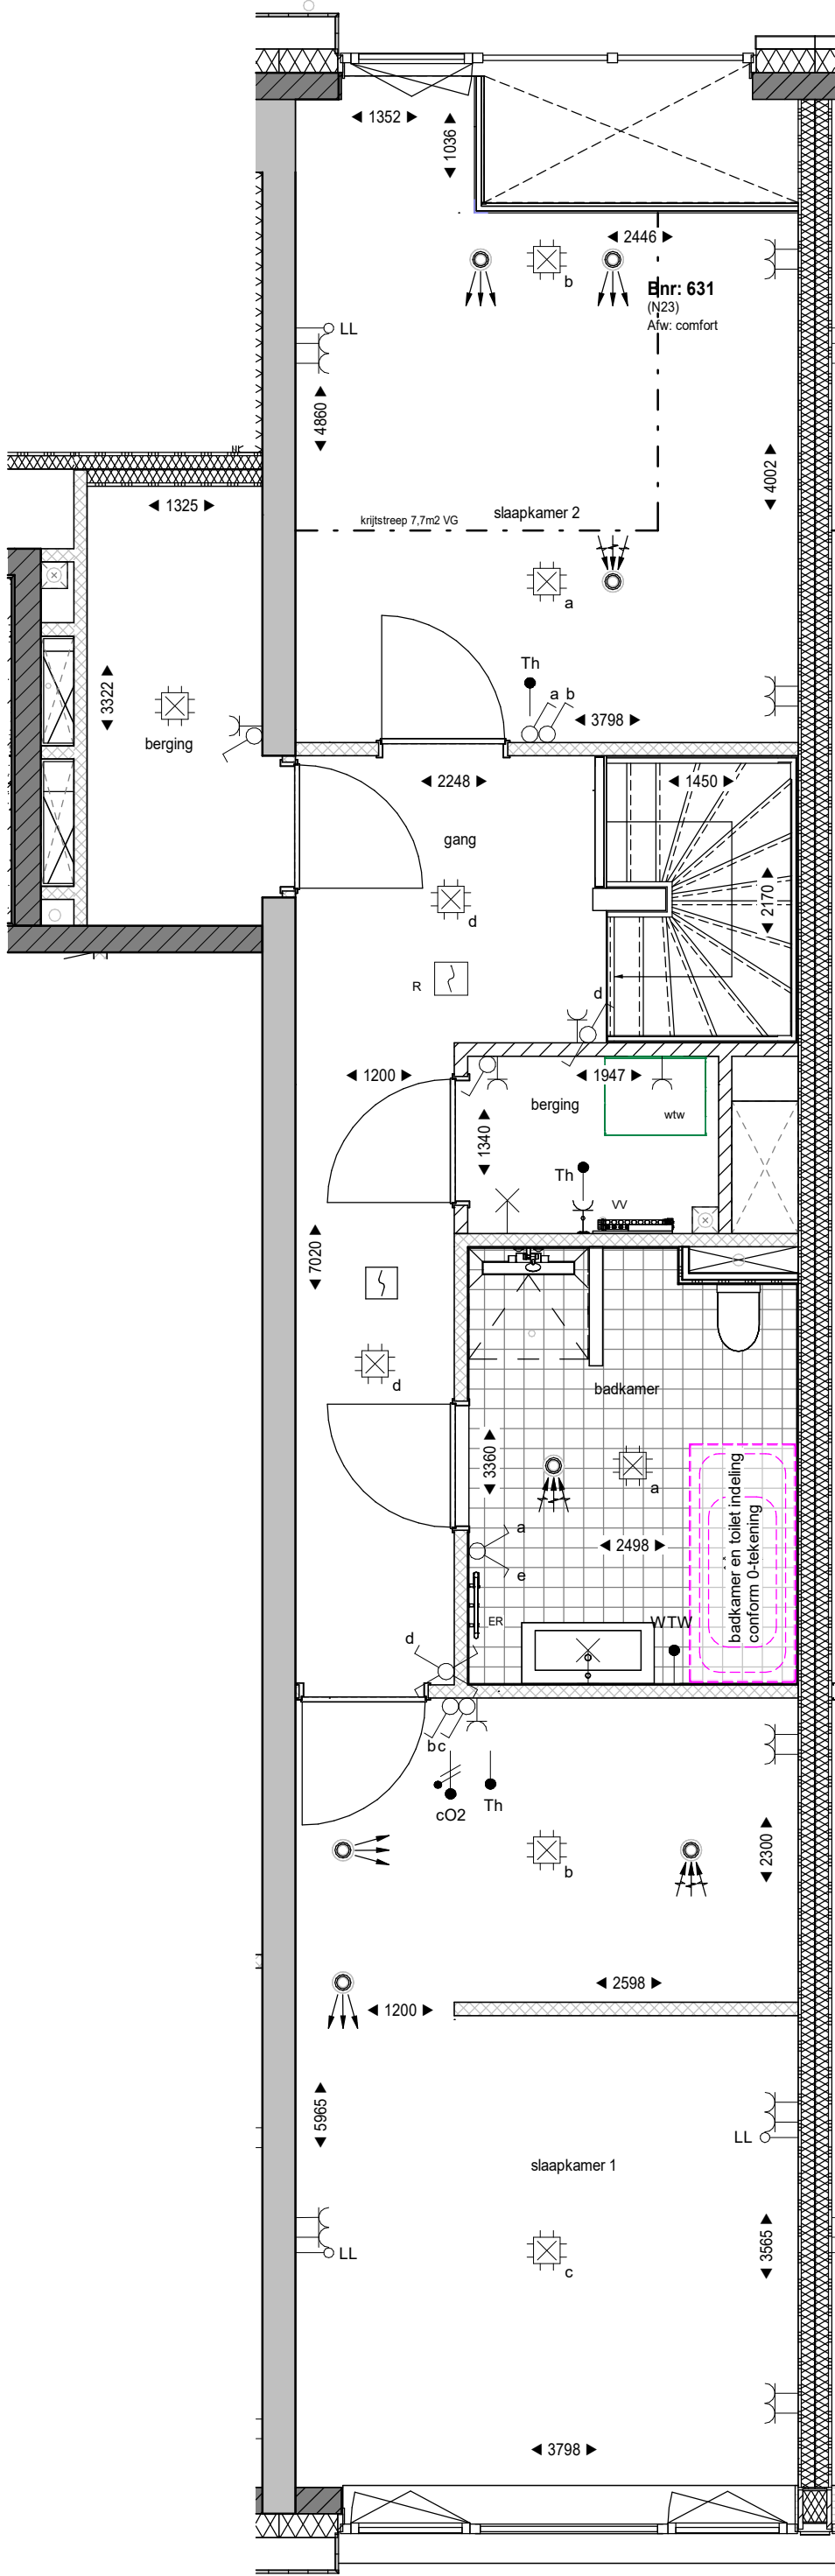 1352
1036
2446
b
Bnr: 631
(N23)
Afw: comfort
LL
4860
4002
1325
krijtstreep 7,7m2 VG
slaapkamer 2
a
3322
Th
a b
3798
berging
2248
1450
gang
2170
d
R
d
1200
1947
berging
wtw
1340
Th
VV
7020
d
badkamer
3360
a
badkamer en toilet indeling
conform 0-tekening
a
2498
e
ER
WTW
d
b c
cO2
Th
2300
b
2598
1200
5965
LL
slaapkamer 1
LL
3565
c
3798